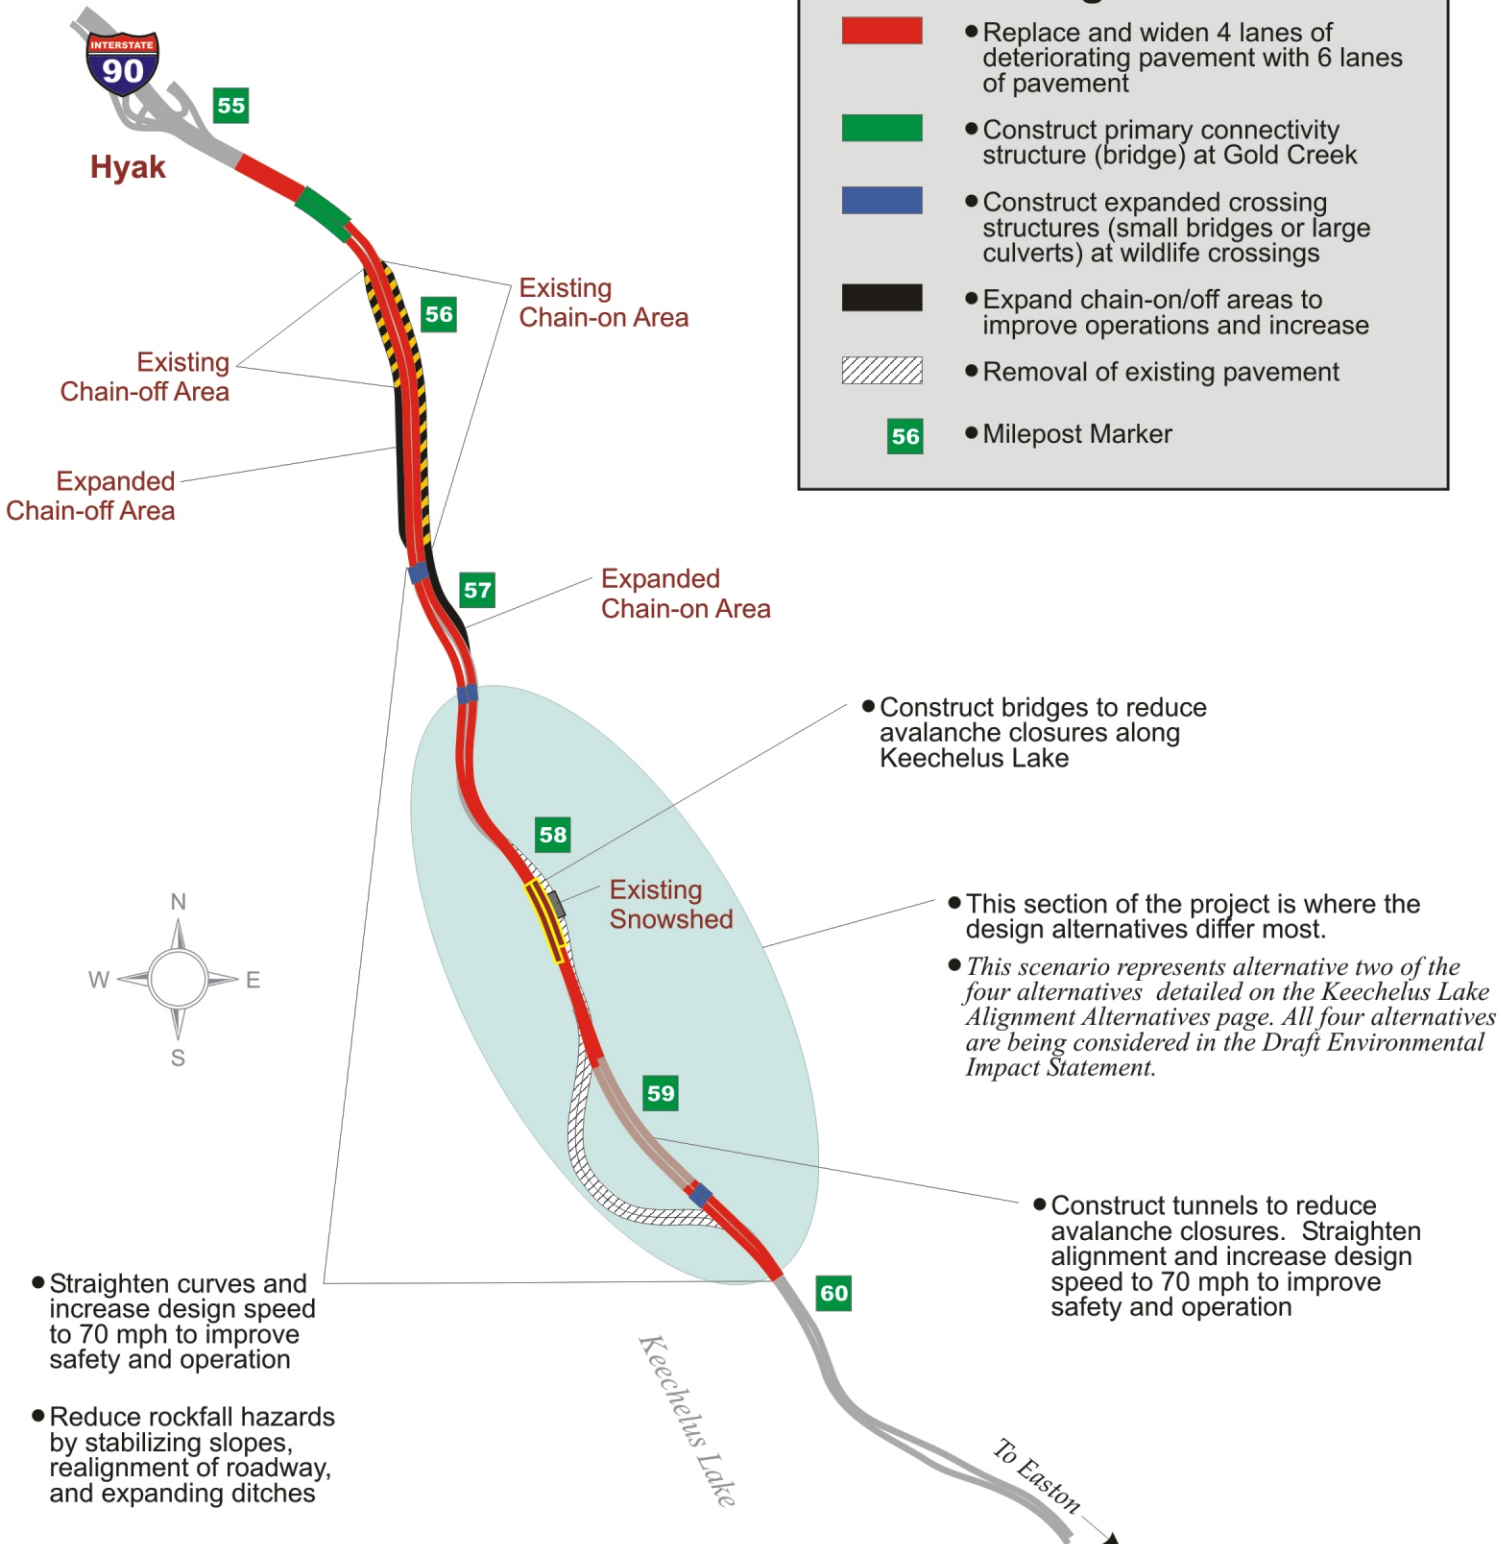 Replace and widen 4 lanes of
deteriorating pavement with 6 lanes
of pavement
Construct primary connectivity
structure (bridge) at Gold Creek
Construct expanded crossing
structures (small bridges or large
culverts) at wildlife crossings
Expand chain-on/off areas to
improve operations and increase
Removal of existing pavement
56
Milepost Marker
INTERSTATE
90
55
Hyak
56
Existing
Chain-on Area
Existing
Chain-off Area
Expanded
Chain-off Area
57
Expanded
Chain-on Area
Construct bridges to reduce
avalanche closures along
Keechelus Lake
58
Existing
Snowshed
This section of the project is where the
design alternatives differ most.
This scenario represents alternative two of the
four alternatives detailed on the Keechelus Lake
Alignment Alternatives page. All four alternatives
are being considered in the Draft Environmental
Impact Statement.
N
W
E
S
59
Construct tunnels to reduce
avalanche closures. Straighten
alignment and increase design
speed to 70 mph to improve
safety and operation
Straighten curves and
increase design speed
to 70 mph to improve
safety and operation
60
Reduce rockfall hazards
by stabilizing slopes,
realignment of roadway,
and expanding ditches
Keechelus Lake
To Easton